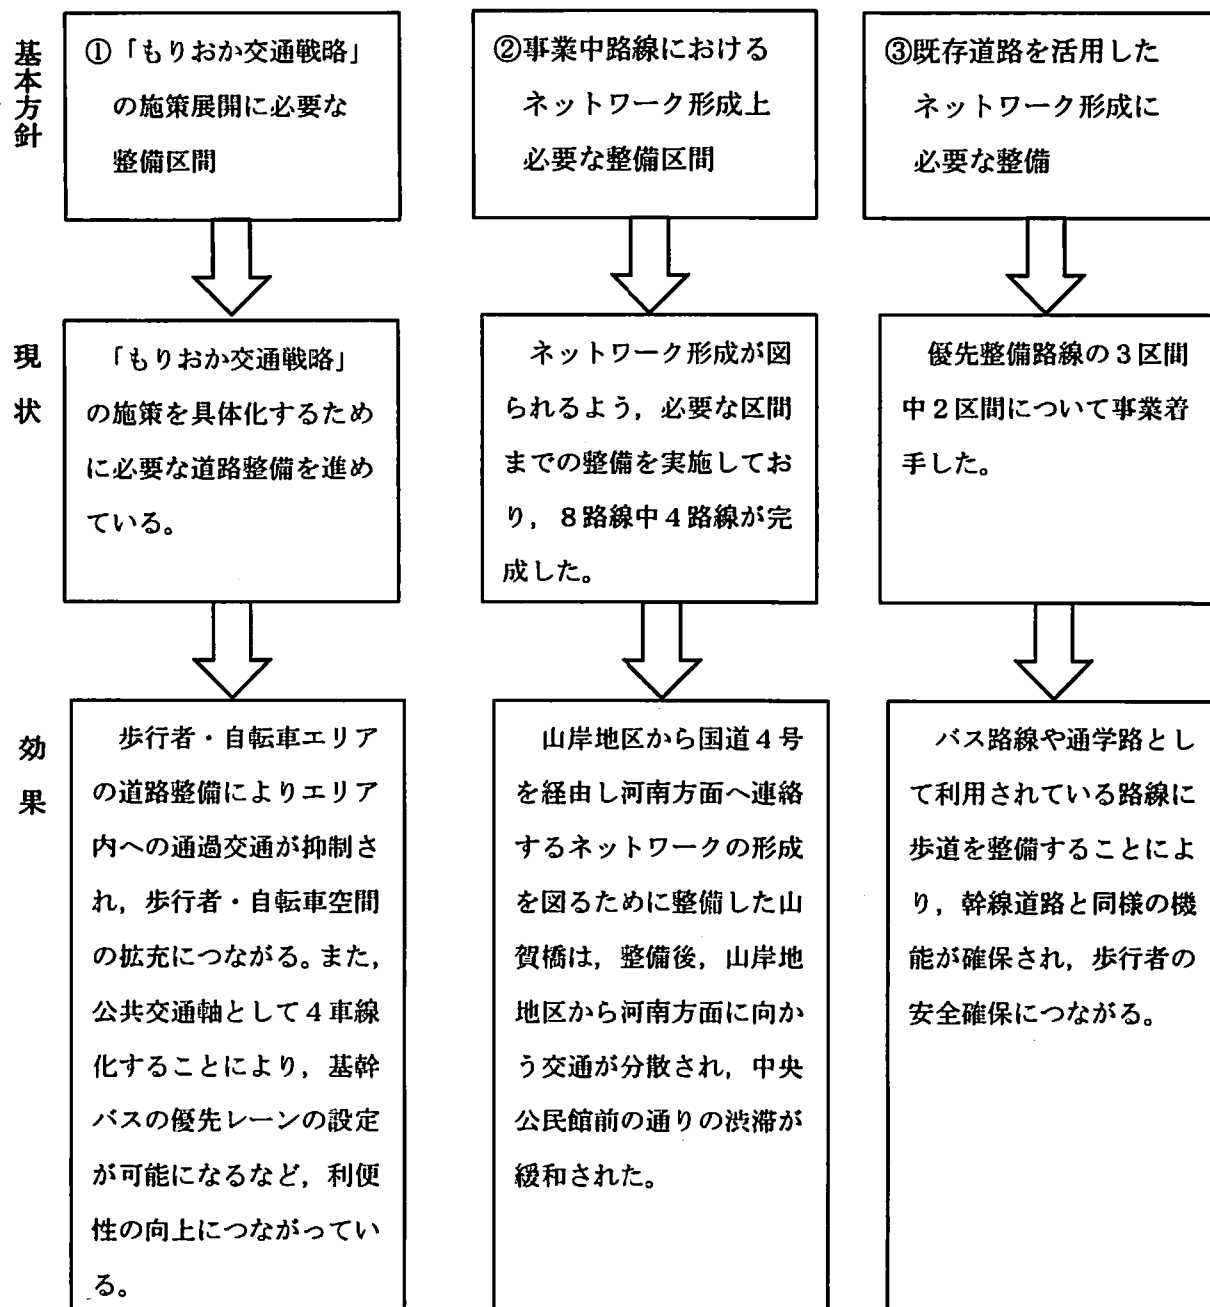 基本方針
①「もりおか交通戦略」
の施策展開に必要な
整備区間
②事業中路線における
ネットワーク形成上
必要な整備区間
③既存道路を活用した
ネットワーク形成に
必要な整備
現状
「もりおか交通戦略」
の施策を具体化するため
に必要な道路整備を進め
ている。
ネットワーク形成が図
られるよう，必要な区間
までの整備を実施してお
り，８路線中４路線が完
成した。
優先整備路線の３区間
中２区間について事業着
手した。
効果
歩行者・自転車エリア
の道路整備によりエリア
内への通過交通が抑制さ
れ，歩行者・自転車空間
の拡充につながる。また，
公共交通軸として４車線
化することにより，基幹
バスの優先レーンの設定
が可能になるなど，利便
性の向上につながってい
る。
山岸地区から国道４号
を経由し河南方面へ連絡
するネットワークの形成
を図るために整備した山
賀橋は，整備後，山岸地
地区から河南方面に向か
う交通が分散され，中央
公民館前の通りの渋滞が
緩和された。
バス路線や通学路とし
て利用されている路線に
歩道を整備することによ
り，幹線道路と同様の機
能が確保され，歩行者の
安全確保につながる。